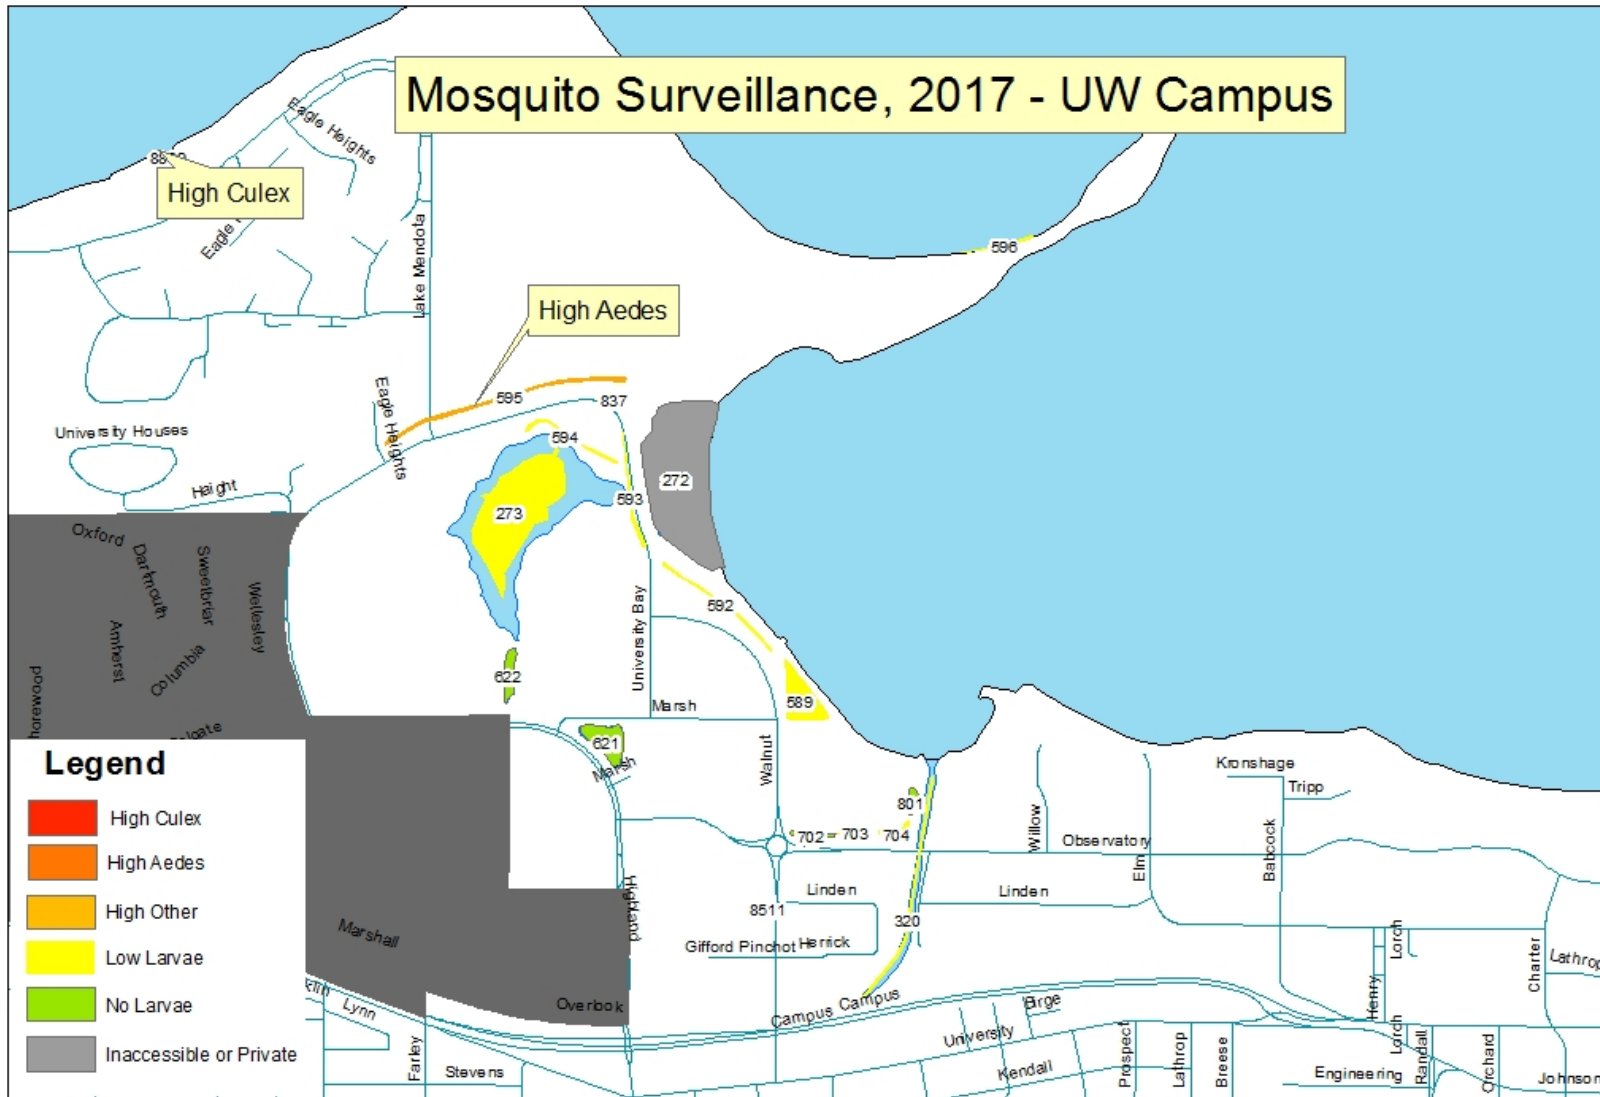 Mosquito Surveillance, 2017 - UW Campus
Eagle Heights
High Culex
Eagle
Lake Mendota
596
High Aedes
595
837
Eagle Heights
594
University Houses
Haight
272
273
593
Oxford
Dartmouth
Sweetbriar
Wellesley
Amherst
Columbia
592
University Bay
622
589
Marsh
621
Marsh
Walnut
Legend
High Culex
High Aedes
High Other
Low Larvae
No Larvae
Inaccessible or Private
Kronshage
Tripp
801
702
703
704
Willow
Observatory
Elm
Babcock
Linden
Linden
Highland
8511
320
Gifford Pinchot
Herrick
Marshall
Lorch
Charter
Lathrop
Overlook
Lynn
Campus Campus
Birge
Henry
University
Lorch
Farley
Stevens
Kendall
Prospect
Lathrop
Breese
Engineering
Randall
Orchard
Johnson